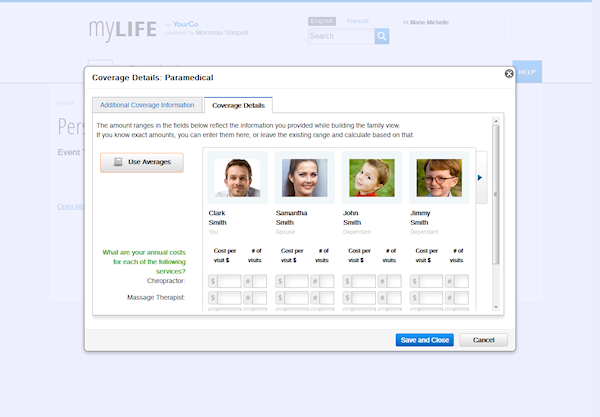 myLIFE
by YourCo
powered by Morneau Shepell
English Français
Search
Hi Marie-Michelle
HELP
Coverage Details: Paramedical
Additional Coverage Information Coverage Details
The amount ranges in the fields below reflect the information you provided while building the family view.
If you know exact amounts, you can enter them here, or leave the existing range and calculate based on that.
Use Averages
Clark Smith
You
Samantha Smith
Spouse
John Smith
Dependant
Jimmy Smith
Dependant
What are your annual costs
for each of the following
services?
Cost per visit $ # of visits Cost per visit $ # of visits Cost per visit $ # of visits Cost per visit $ # of visits
Chiropractor: $ # $ # $ # $ #
Massage Therapist: $ # $ # $ # $ #
Save and Close Cancel
Home
Event